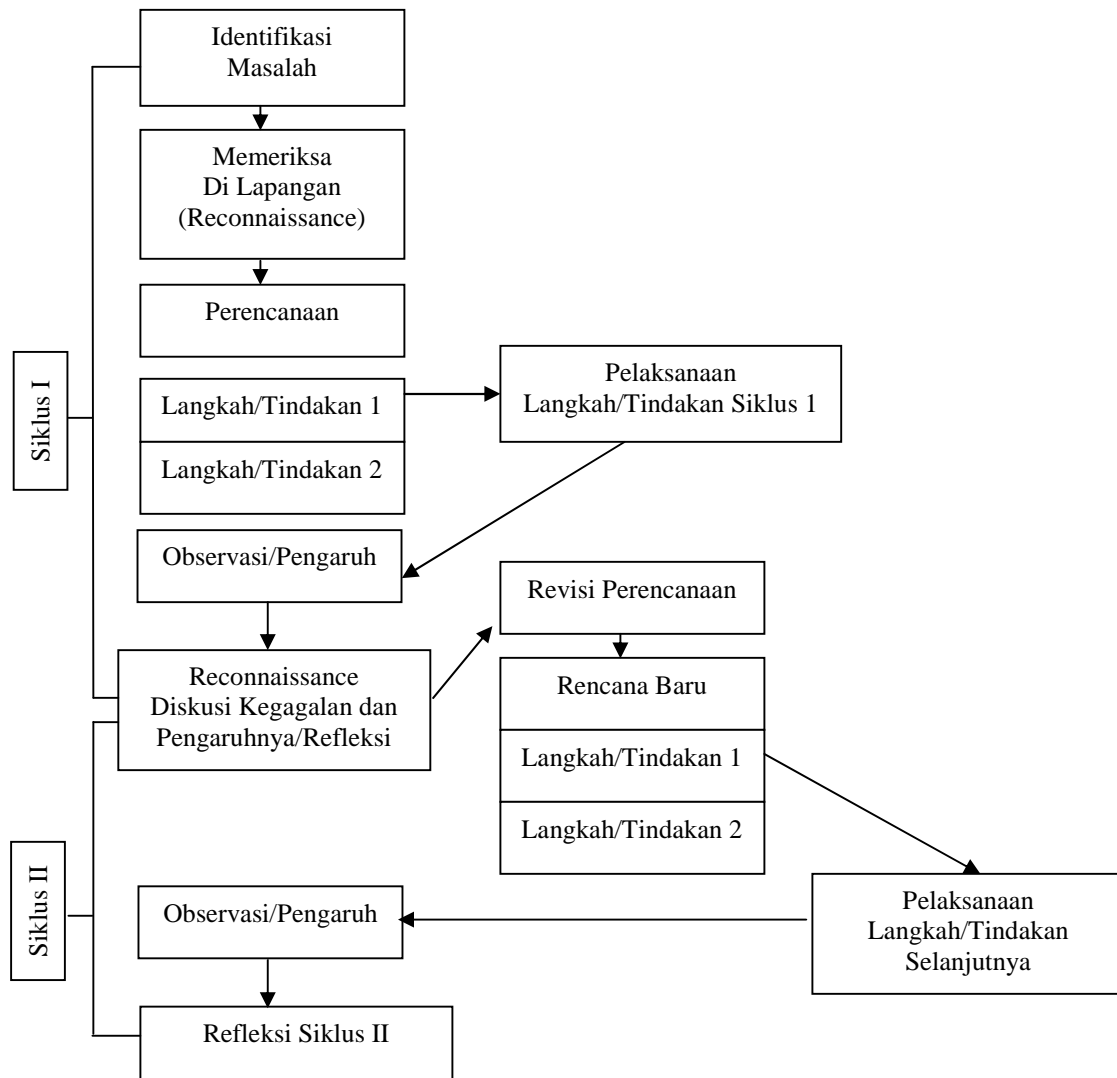 Identifikasi
Masalah
Memeriksa
Di Lapangan
(Reconnaissance)
Perencanaan
Siklus I
Langkah/Tindakan 1
Langkah/Tindakan 2
Pelaksanaan
Langkah/Tindakan Siklus 1
Observasi/Pengaruh
Reconnaissance
Diskusi Kegagalan dan
Pengaruhnya/Refleksi
Revisi Perencanaan
Rencana Baru
Langkah/Tindakan 1
Langkah/Tindakan 2
Siklus II
Pelaksanaan
Langkah/Tindakan
Selanjutnya
Observasi/Pengaruh
Refleksi Siklus II